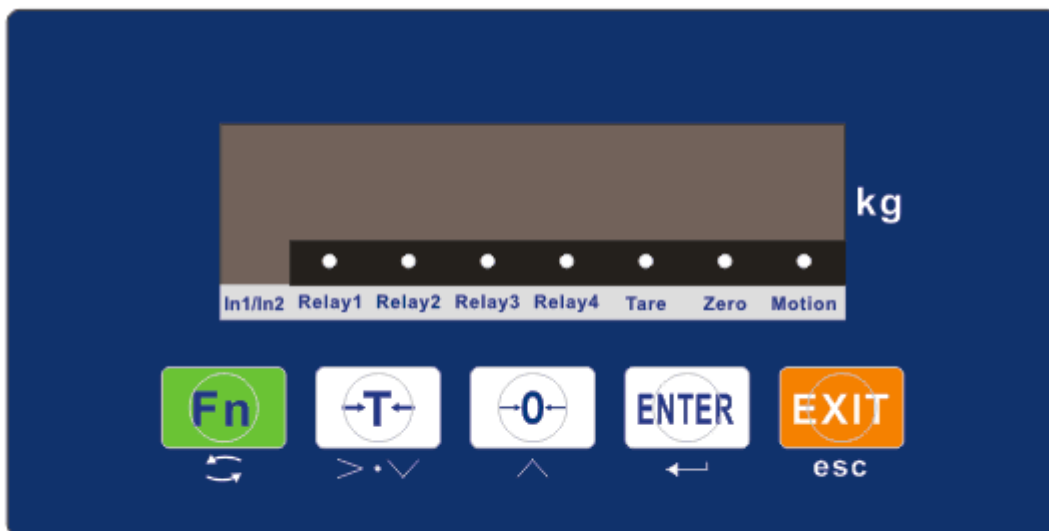 kg
In1/In2 Relay1 Relay2 Relay3 Relay4 Tare Zero Motion
Fn →T← →0← ENTER EXIT
esc